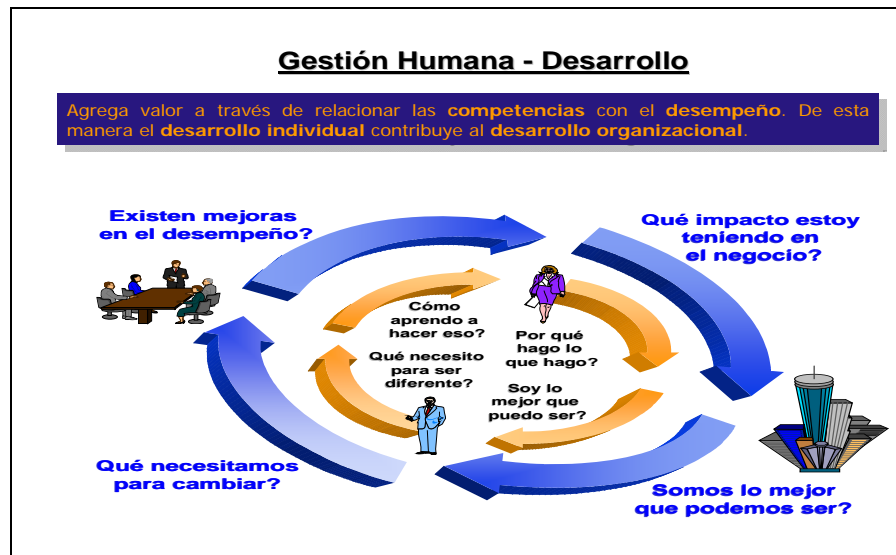 Gestión Humana - Desarrollo
Agrega valor a través de relacionar las competencias con el desempeño. De esta
manera el desarrollo individual contribuye al desarrollo organizacional.
Existen mejoras
en el desempeño?
Qué impacto estoy
teniendo en
el negocio?
Cómo
aprendo a
hacer eso?
Por qué
hago lo
que hago?
Qué necesito
para ser
diferente?
Soy lo
mejor que
puedo ser?
Qué necesitamos
para cambiar?
Somos lo mejor
que podemos ser?